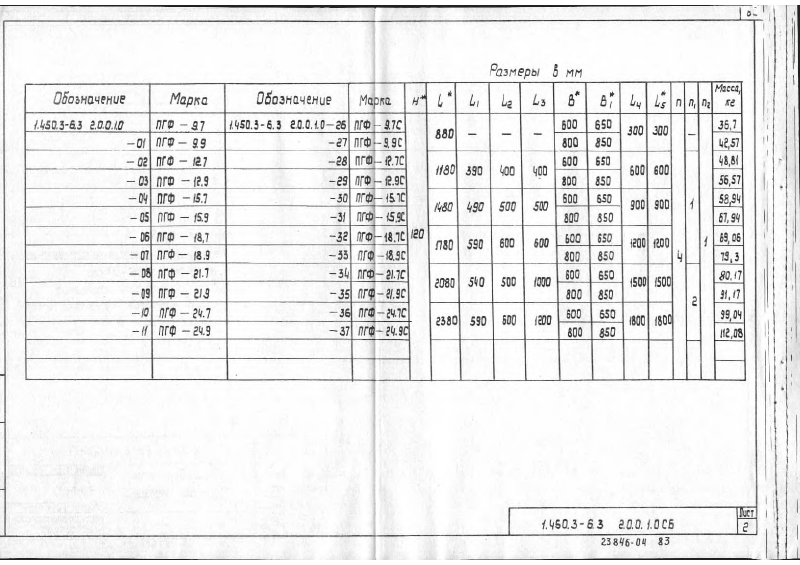 Размеры в мм
Обозначение Марка Обозначение Марка H* L* L1 L2 L3 B* B1* L4 L5* n n1 n2 Масса, кг
1.450.3-6.3 2.0.0.1.0 ПГФ – 9.7 1.450.3-6.3 2.0.0.1.0-26 ПГФ – 9.7С 120 880 — — — 600 650 300 300 4 — 1 36,7
-01 ПГФ – 9.9 -27 ПГФ – 9.9С 800 850 42,57
-02 ПГФ – 12.7 -28 ПГФ – 12.7С 1180 390 400 400 600 650 600 600 1 48,81
-03 ПГФ – 12.9 -29 ПГФ – 12.9С 800 850 56,57
-04 ПГФ – 15.7 -30 ПГФ – 15.7С 1480 490 500 500 600 650 900 900 58,94
-05 ПГФ – 15.9 -31 ПГФ – 15.9С 800 850 67,94
-06 ПГФ – 18.7 -32 ПГФ – 18.7С 1780 590 600 600 600 650 1200 1200 69,06
-07 ПГФ – 18.9 -33 ПГФ – 18.9С 800 850 79,3
-08 ПГФ – 21.7 -34 ПГФ – 21.7С 2080 540 500 1000 600 650 1500 1500 2 80,17
-09 ПГФ – 21.9 -35 ПГФ – 21.9С 800 850 91,17
-10 ПГФ – 24.7 -36 ПГФ – 24.7С 2380 590 600 1200 600 650 1800 1800 99,04
-11 ПГФ – 24.9 -37 ПГФ – 24.9С 800 850 112,08
1.450.3-6.3 2.0.0.1.0 СБ
Лист
2
23846-04 83